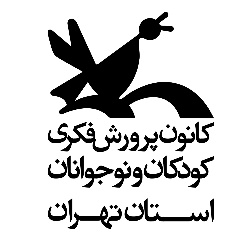 کانون پرورش فکری
کودکان و نوجوانان
استان تهران